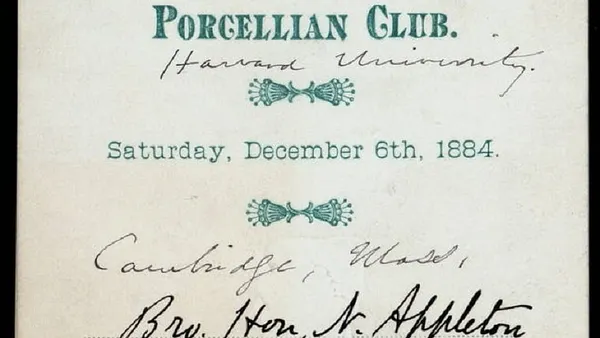 PORCELLIAN CLUB.
Harvard University.
Saturday, December 6th, 1884.
Cambridge, Mass,
Bro. Hon. N. Appleton